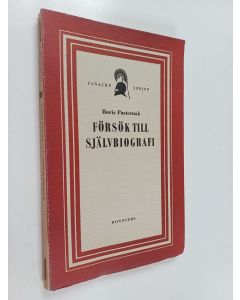 PANACHE SERIEN
Boris Pasternak
FÖRSÖK TILL
SJÄLVBIOGRAFI
BONNIERS